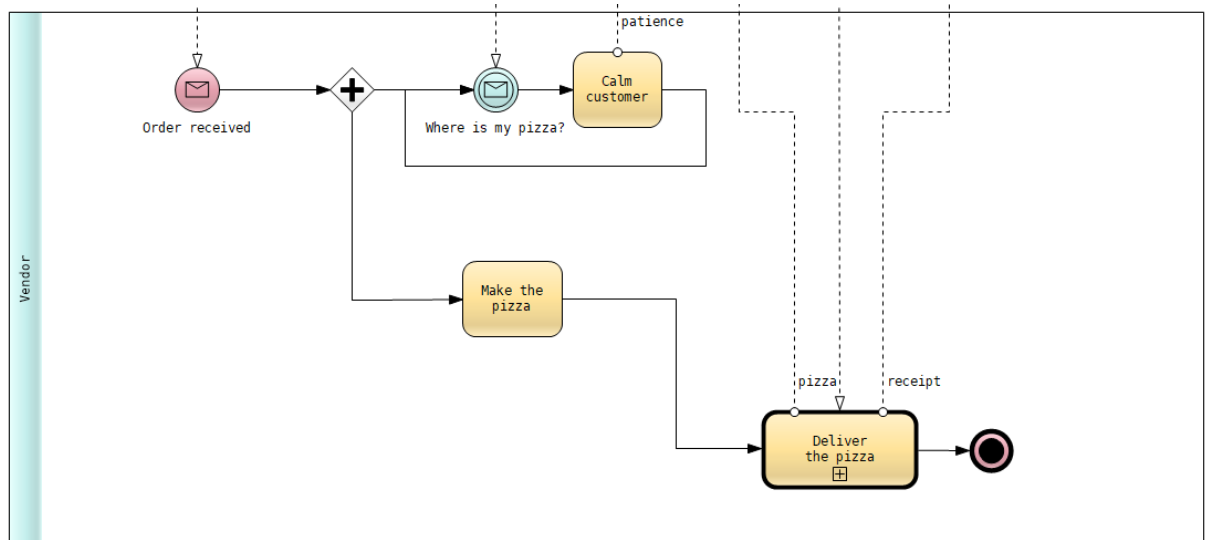 patience
Calm
customer
Order received
Where is my pizza?
Vendor
Make the
pizza
pizza
receipt
Deliver
the pizza